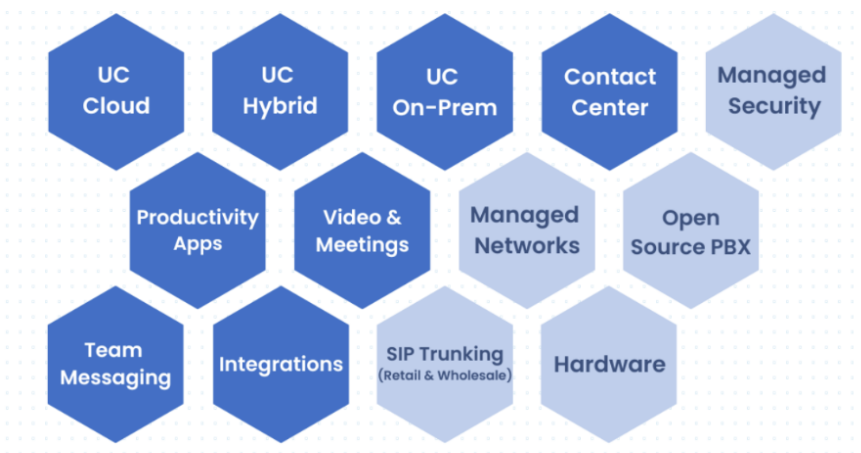 UC
Cloud
UC
Hybrid
UC
On-Prem
Contact
Center
Managed
Security
Productivity
Apps
Video &
Meetings
Managed
Networks
Open
Source PBX
Team
Messaging
Integrations
SIP Trunking
(Retail & Wholesale)
Hardware